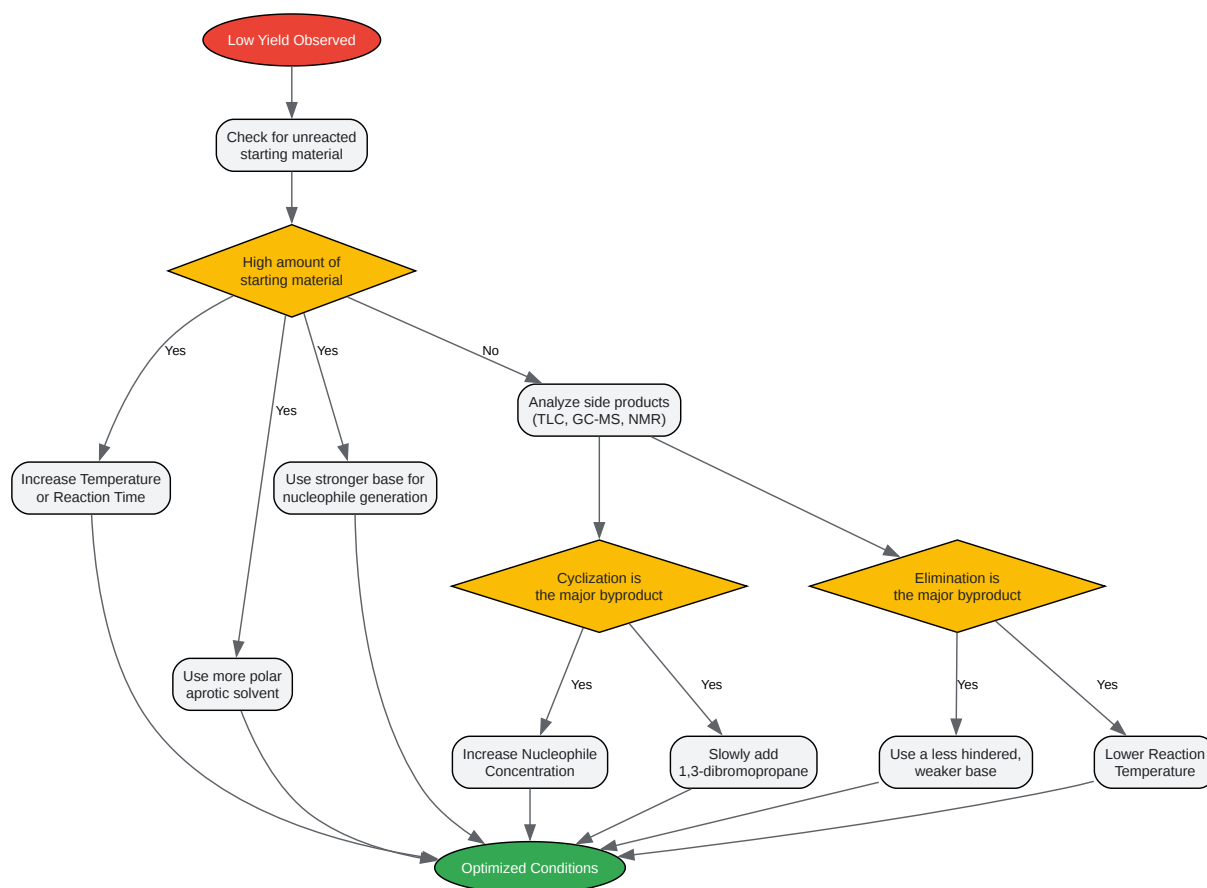 Low Yield Observed
Check for unreacted
starting material
High amount of
starting material
Yes
Yes
Yes
No
Analyze side products
(TLC, GC-MS, NMR)
Increase Temperature
or Reaction Time
Use stronger base for
nucleophile generation
Cyclization is
the major byproduct
Elimination is
the major byproduct
Use more polar
aprotic solvent
Yes
Yes
Yes
Yes
Increase Nucleophile
Concentration
Slowly add
1,3-dibromopropane
Use a less hindered,
weaker base
Lower Reaction
Temperature
Optimized Conditions